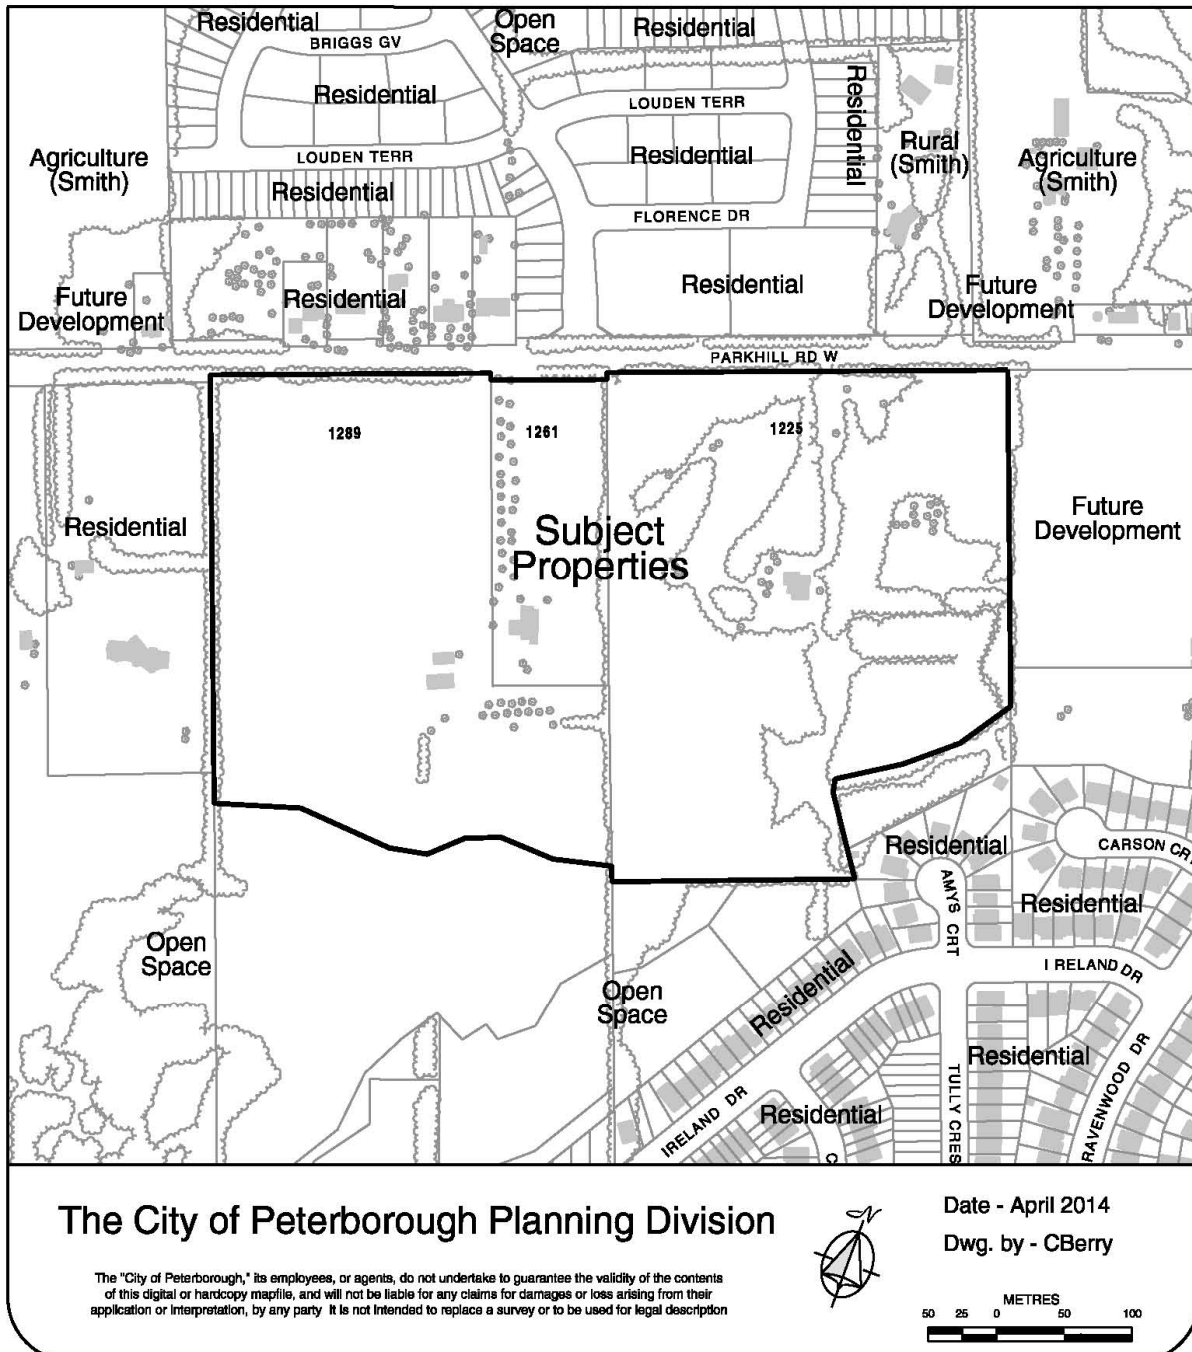 Residential
BRIGGS GV
Open
Space
Residential
Residential
LOUDEN TERR
Residential
Rural
(Smith)
Agriculture
(Smith)
Agriculture
(Smith)
LOUDEN TERR
Residential
Residential
FLORENCE DR
Future
Development
Residential
Residential
Future
Development
PARKHILL RD W
1289
1261
1225
Residential
Subject
Properties
Future
Development
Residential
CARSON CR
AMYS CRT
Residential
Open
Space
Residential
IRELAND DR
Open
Space
Residential
TULLY CRES
RAVENWOOD DR
IRELAND DR
Residential
C
The City of Peterborough Planning Division
The "City of Peterborough," its employees, or agents, do not undertake to guarantee the validity of the contents
of this digital or hardcopy mapfile, and will not be liable for any claims for damages or loss arising from their
application or interpretation, by any party It is not intended to replace a survey or to be used for legal description
N
Date - April 2014
Dwg. by - CBerry
METRES
50 25 0 50 100